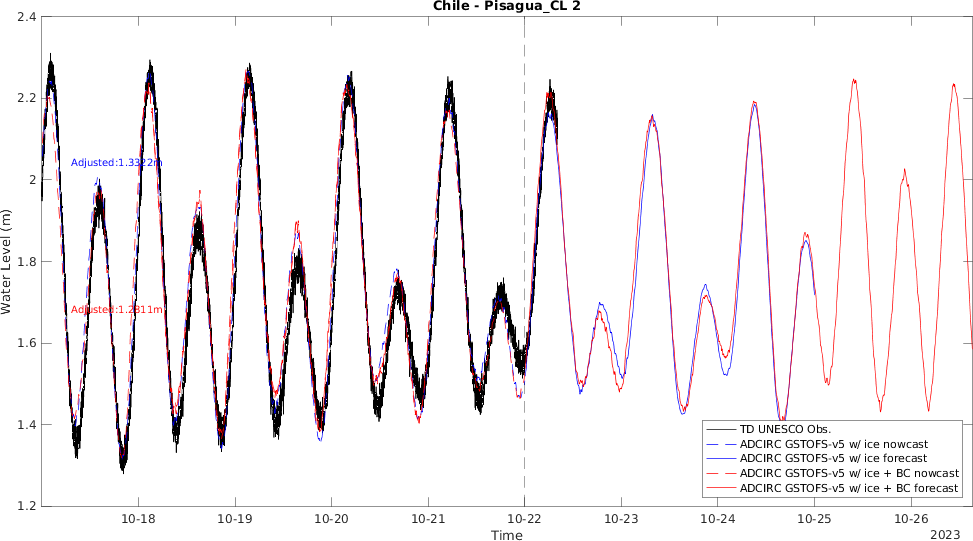 Chile - Pisagua_CL 2
2.4
2.2
2
1.8
1.6
1.4
1.2
Water Level (m)
Adjusted:1.3322m
Adjusted:1.2811m
TD UNESCO Obs.
ADCIRC GSTOFS-v5 w/ ice nowcast
ADCIRC GSTOFS-v5 w/ ice forecast
ADCIRC GSTOFS-v5 w/ ice + BC nowcast
ADCIRC GSTOFS-v5 w/ ice + BC forecast
10-18 10-19 10-20 10-21 10-22 10-23 10-24 10-25 10-26
Time
2023